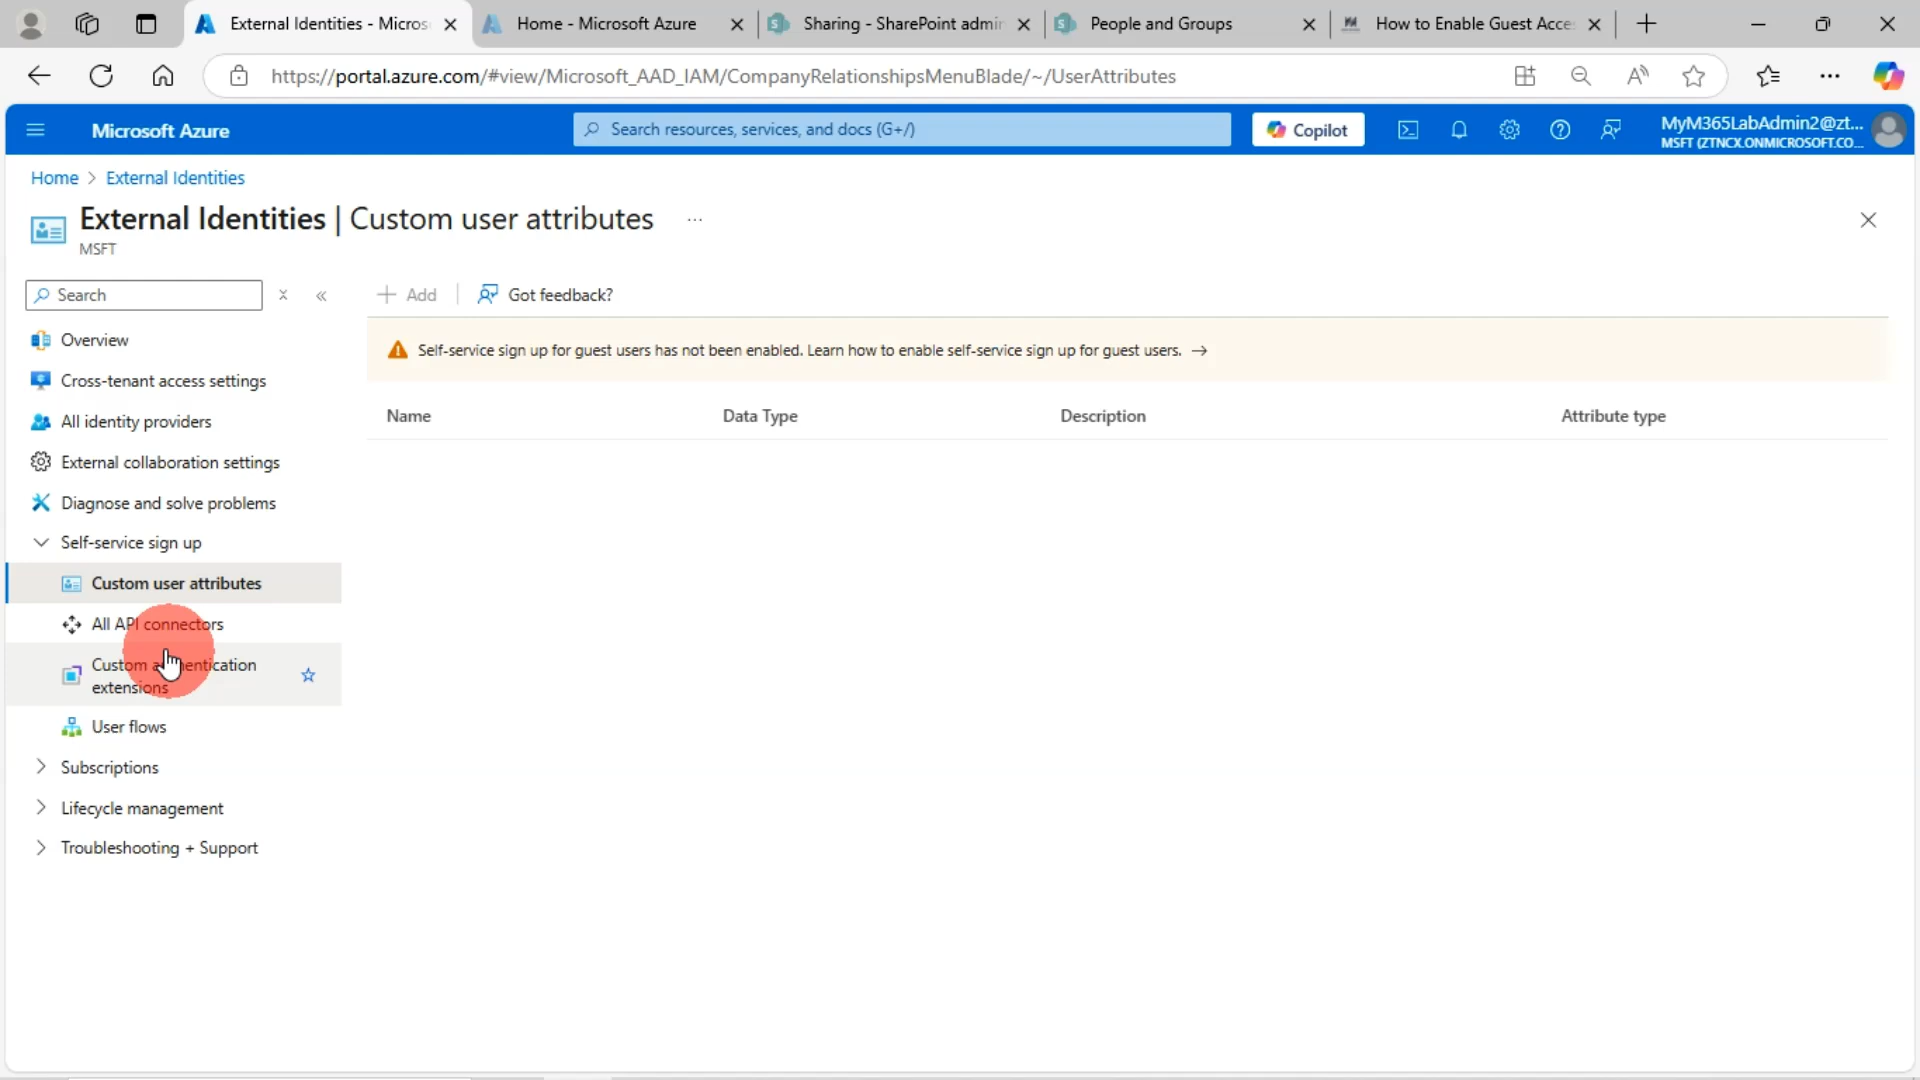 External Identities - Micros
Home - Microsoft Azure
Sharing - SharePoint admin
People and Groups
How to Enable Guest Acce
https://portal.azure.com/#view/Microsoft_AAD_IAM/CompanyRelationshipsMenuBlade/~/UserAttributes
Microsoft Azure
Search resources, services, and docs (G+/)
Copilot
MyM365LabAdmin2@zt...
MSFT (ZTNCX.ONMICROSOFT.CO...
Home > External Identities
External Identities | Custom user attributes ...
MSFT
Search
Add
Got feedback?
Overview
Self-service sign up for guest users has not been enabled. Learn how to enable self-service sign up for guest users. →
Cross-tenant access settings
Name Data Type Description Attribute type
All identity providers
External collaboration settings
Diagnose and solve problems
Self-service sign up
Custom user attributes
All API connectors
Custom authentication
extensions
User flows
Subscriptions
Lifecycle management
Troubleshooting + Support